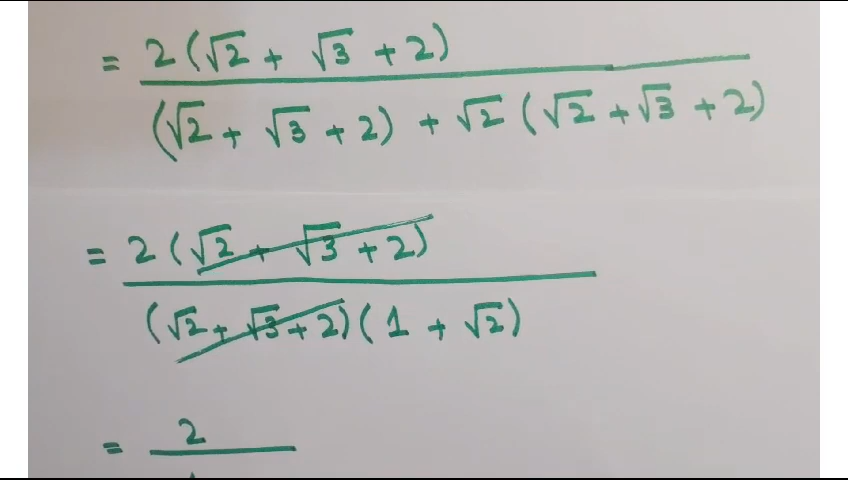 = 2(√2 + √3 + 2)
(√2 + √3 + 2) + √2 (√2 + √3 + 2)
= 2(√2 + √3 + 2)
(√2 + √3 + 2)(1 + √2)
= 2